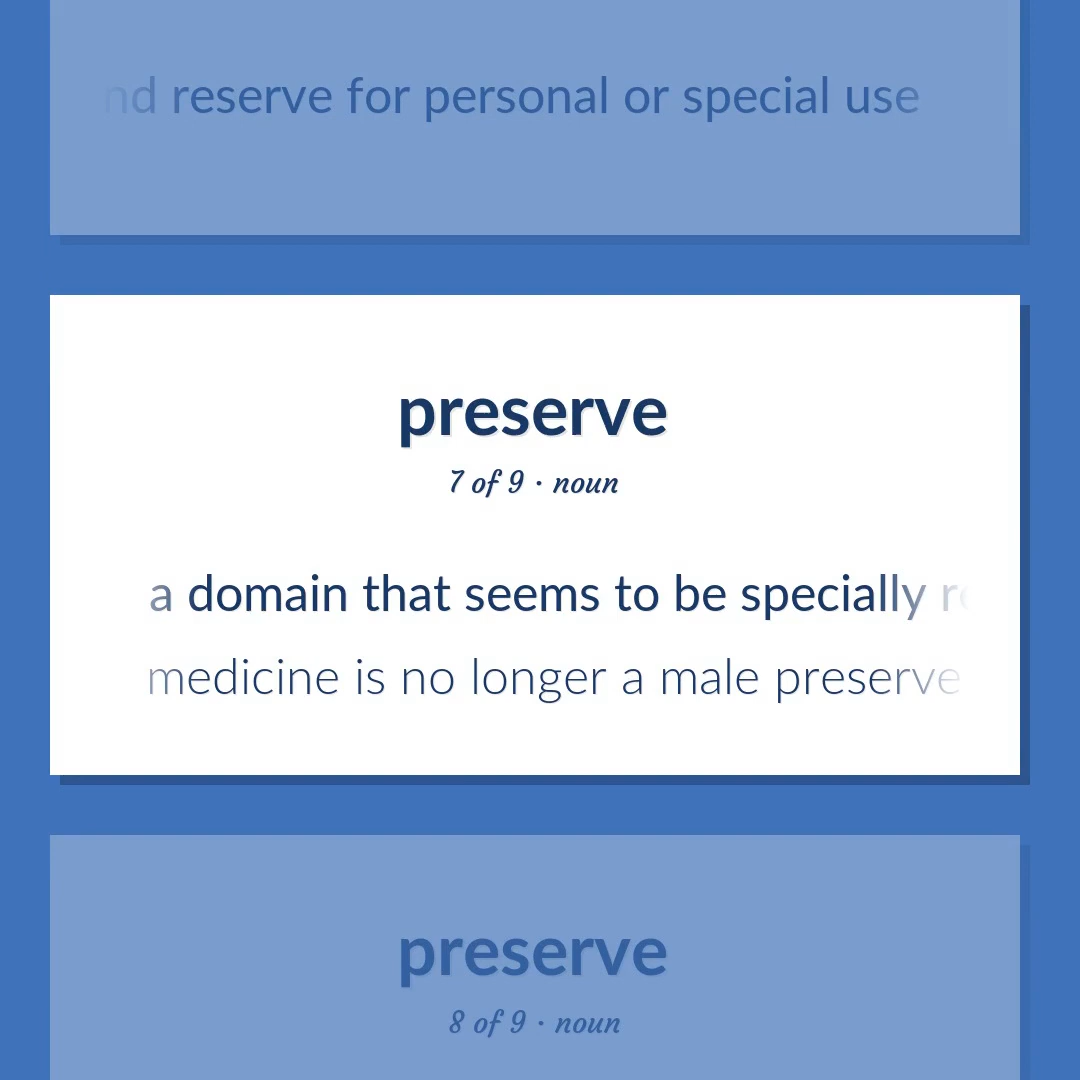 nd reserve for personal or special use
preserve
7 of 9 · noun
a domain that seems to be specially
medicine is no longer a male preserve
preserve
8 of 9 · noun